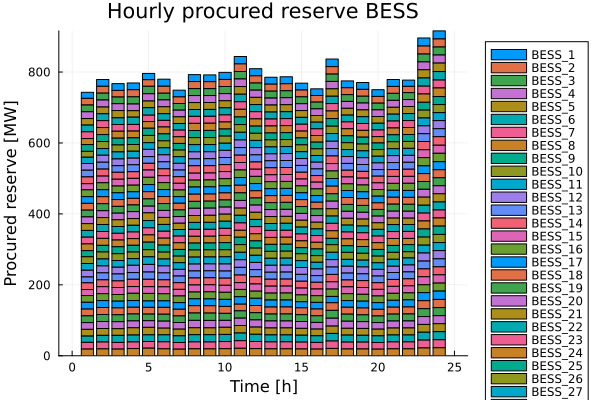 Hourly procured reserve BESS
Procured reserve [MW]
800
600
400
200
0
0 5 10 15 20 25
Time [h]
BESS_1
BESS_2
BESS_3
BESS_4
BESS_5
BESS_6
BESS_7
BESS_8
BESS_9
BESS_10
BESS_11
BESS_12
BESS_13
BESS_14
BESS_15
BESS_16
BESS_17
BESS_18
BESS_19
BESS_20
BESS_21
BESS_22
BESS_23
BESS_24
BESS_25
BESS_26
BESS_27